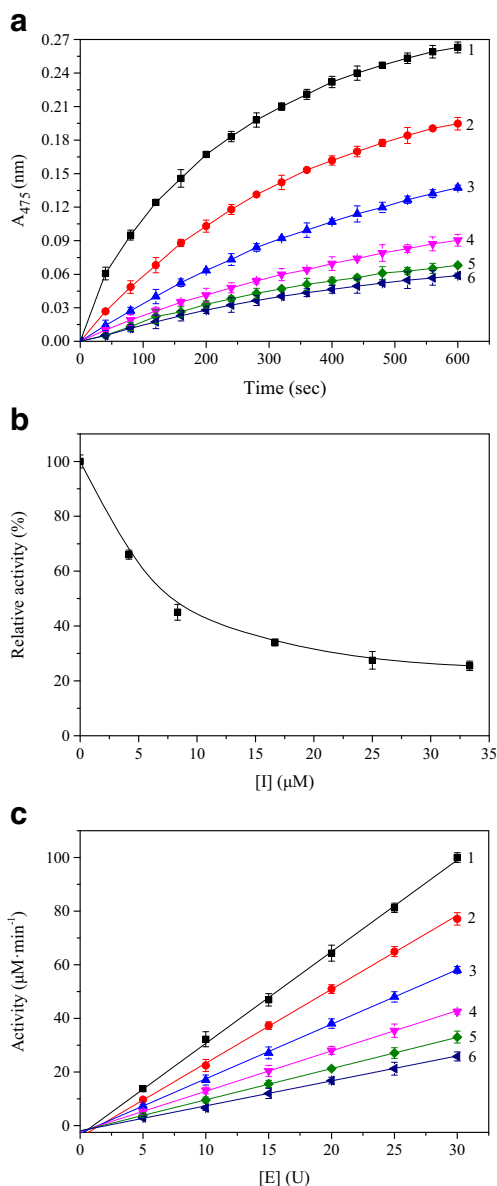 a
0.27
0.24
0.21
0.18
0.15
0.12
0.09
0.06
0.03
0.00
A475 (nm)
1
2
3
4
5
6
0 100 200 300 400 500 600
Time (sec)
b
100
80
60
40
20
0
Relative activity (%)
0 5 10 15 20 25 30 35
[I] (μM)
c
100
80
60
40
20
0
Activity (μM·min⁻¹)
1
2
3
4
5
6
0 5 10 15 20 25 30
[E] (U)